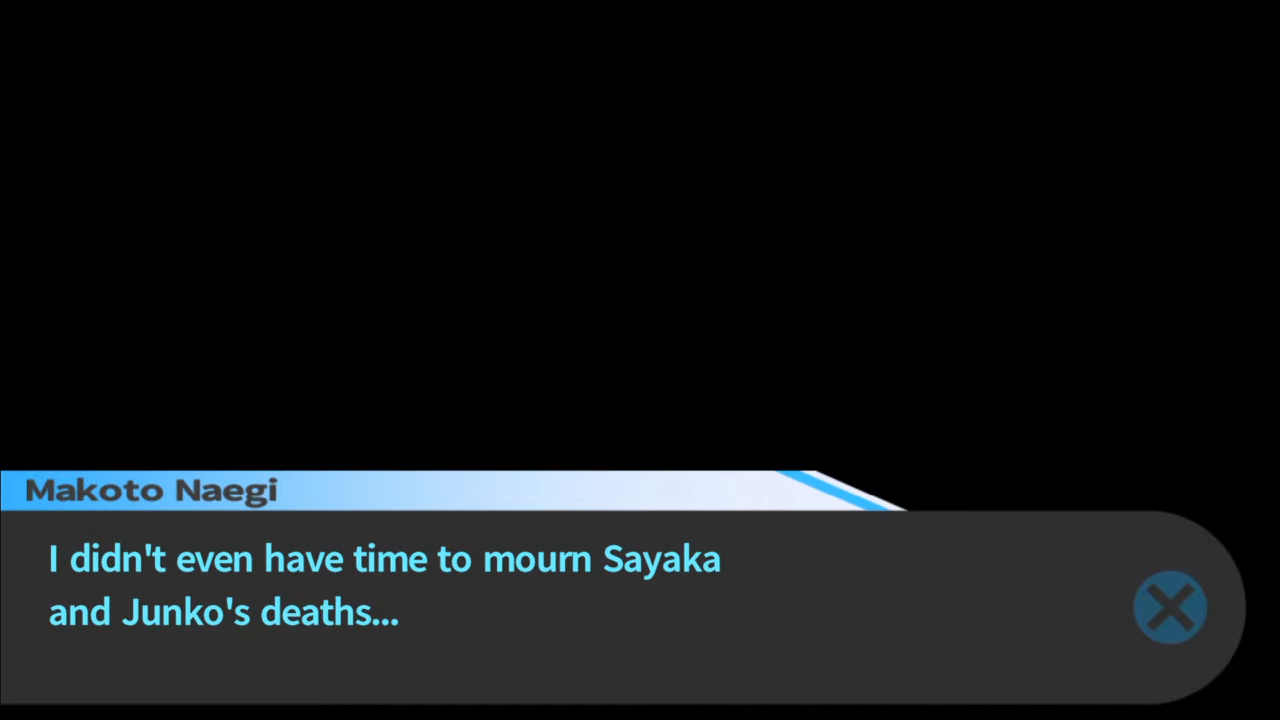 Makoto Naegi
I didn't even have time to mourn Sayaka
and Junko's deaths...